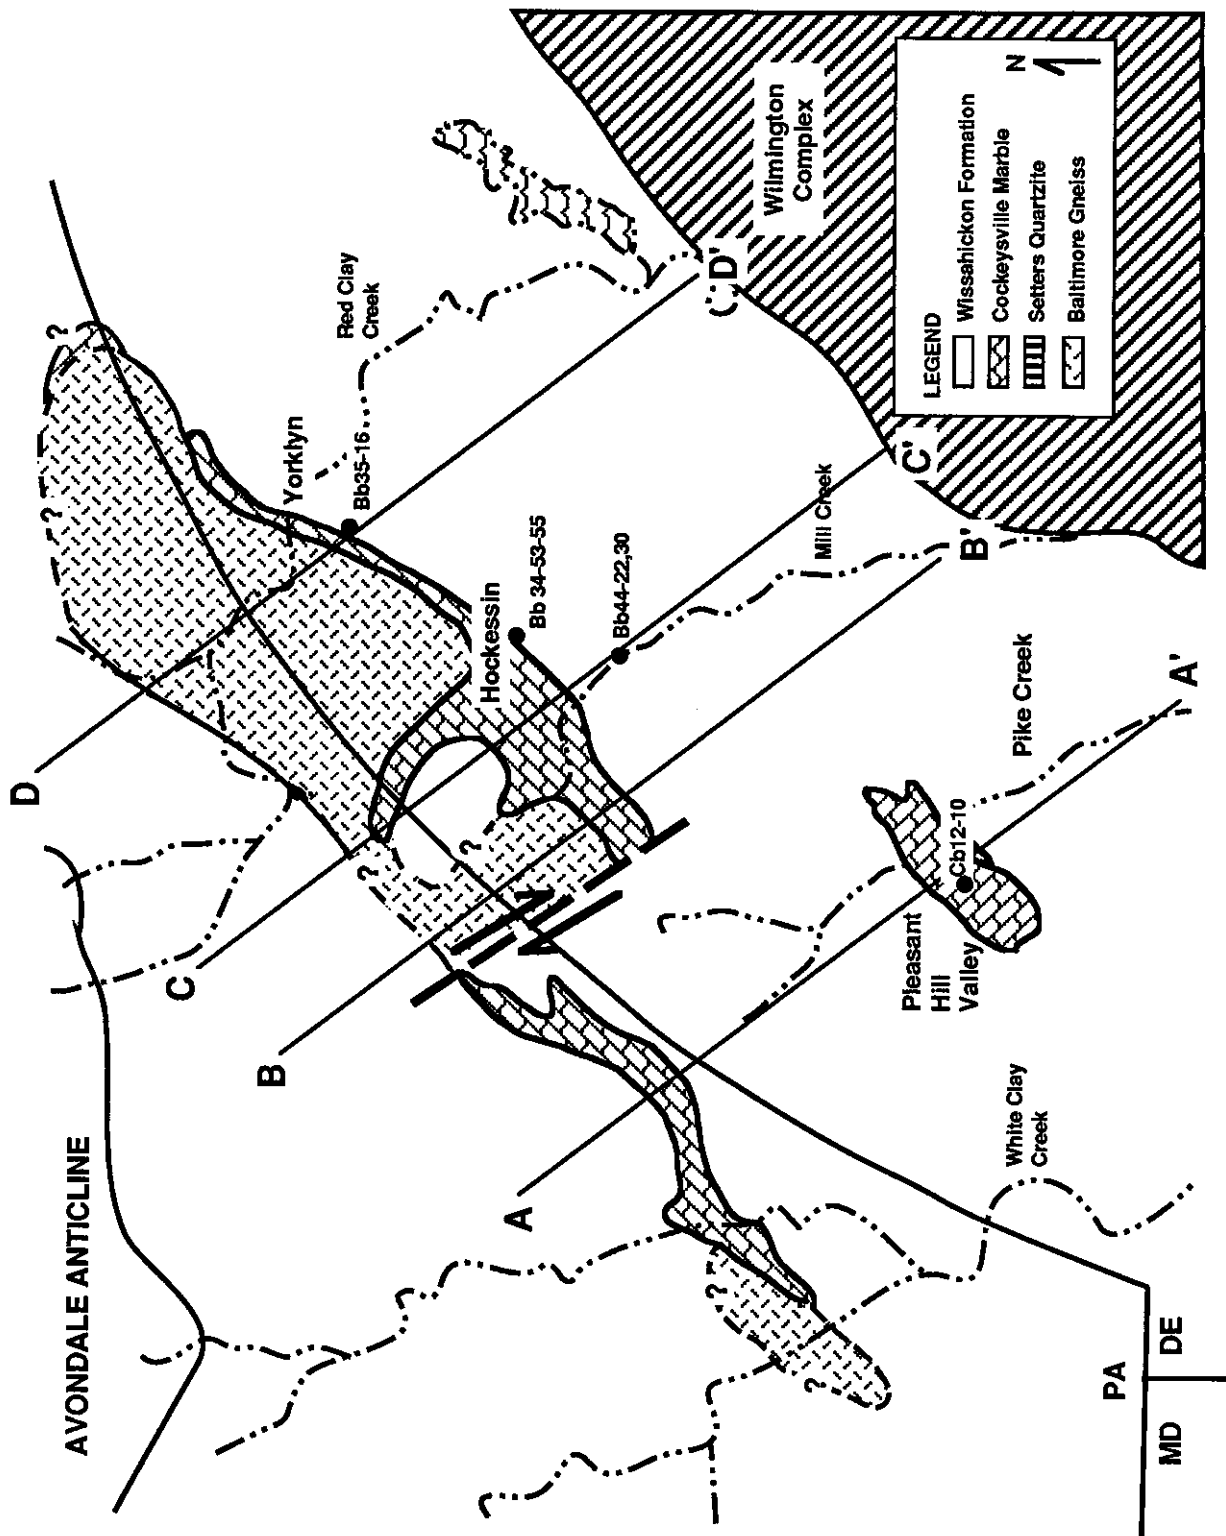 AVONDALE ANTICLINE
D
C
B
A
?
?
?
?
?
?
Yorklyn
Red Clay
Creek
Bb35-16
Hockessin
Bb 34-53-55
Bb44-22,30
Mill Creek
Wilmington
Complex
D'
C'
B'
A'
Pike Creek
Pleasant
Hill
Valley
Cb12-10
White Clay
Creek
PA
MD
DE
LEGEND
N
Wissahickon Formation
Cockeysville Marble
Setters Quartzite
Baltimore Gneiss
?